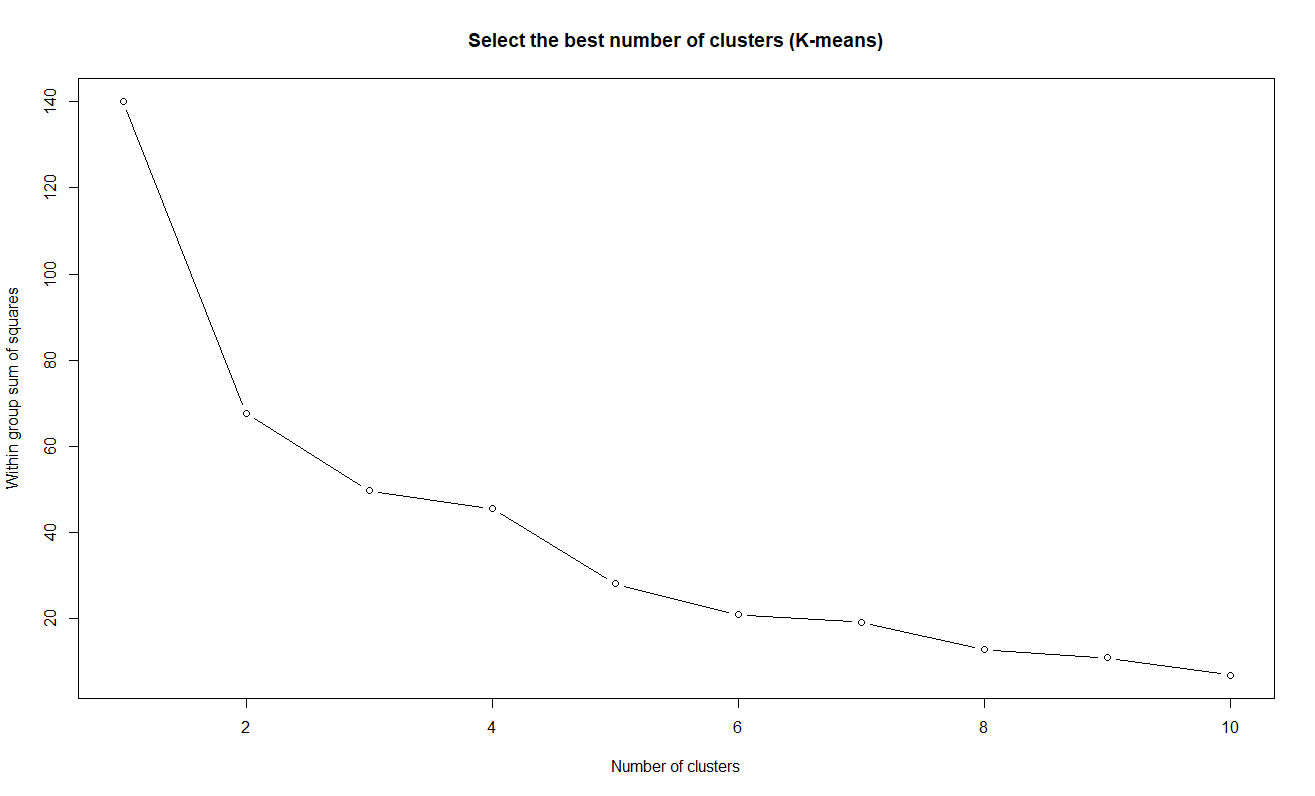 Select the best number of clusters (K-means)
Within group sum of squares
140
120
100
80
60
40
20
2 4 6 8 10
Number of clusters